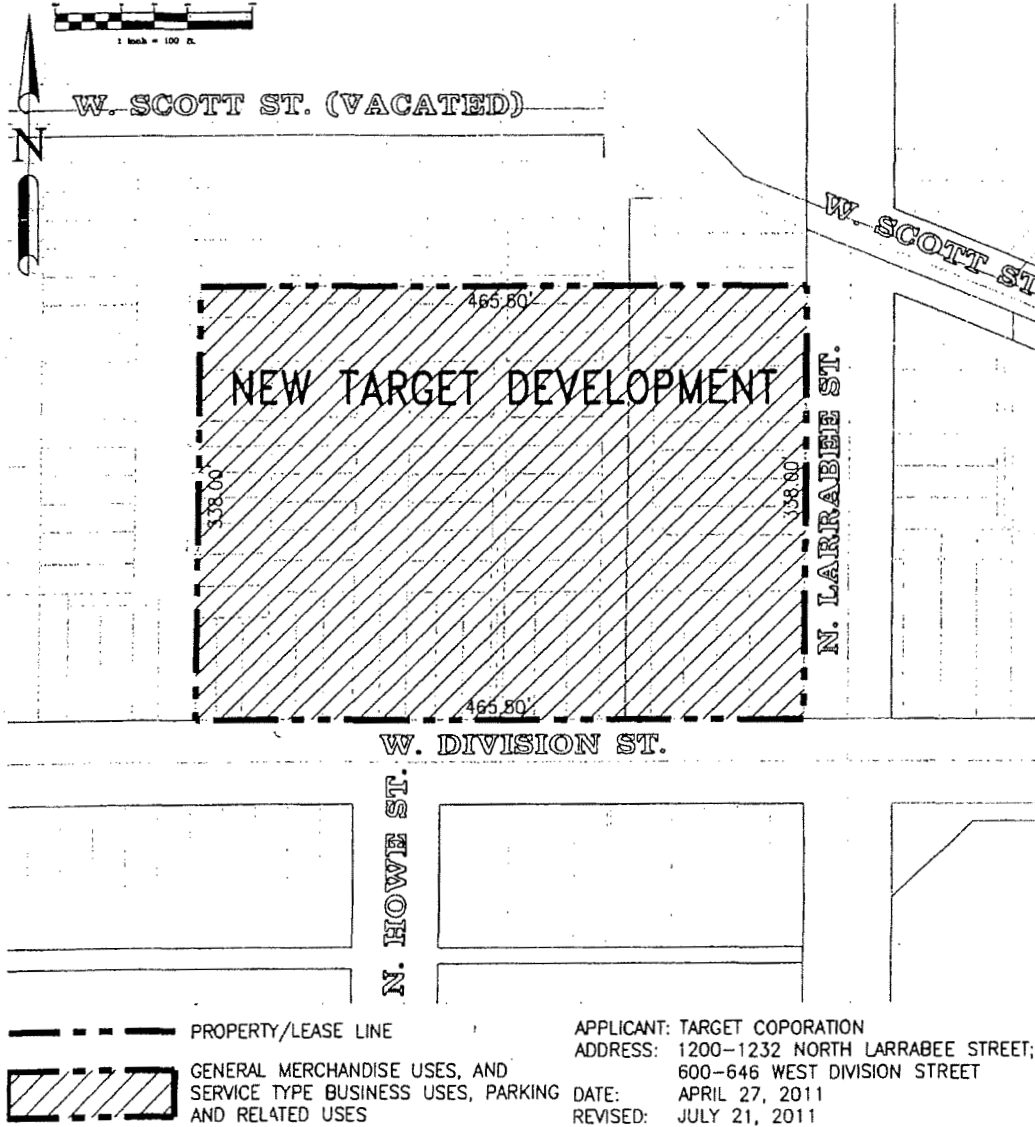 1 inch = 100 ft.
W. SCOTT ST. (VACATED)
N
W. SCOTT ST
465.80'
NEW TARGET DEVELOPMENT
N. LARRABEE ST.
338.00'
338.00'
465.80'
W. DIVISION ST.
N. HOWE ST.
PROPERTY/LEASE LINE
GENERAL MERCHANDISE USES, AND
SERVICE TYPE BUSINESS USES, PARKING
AND RELATED USES
APPLICANT: TARGET COPORATION
ADDRESS: 1200-1232 NORTH LARRABEE STREET;
600-646 WEST DIVISION STREET
DATE: APRIL 27, 2011
REVISED: JULY 21, 2011